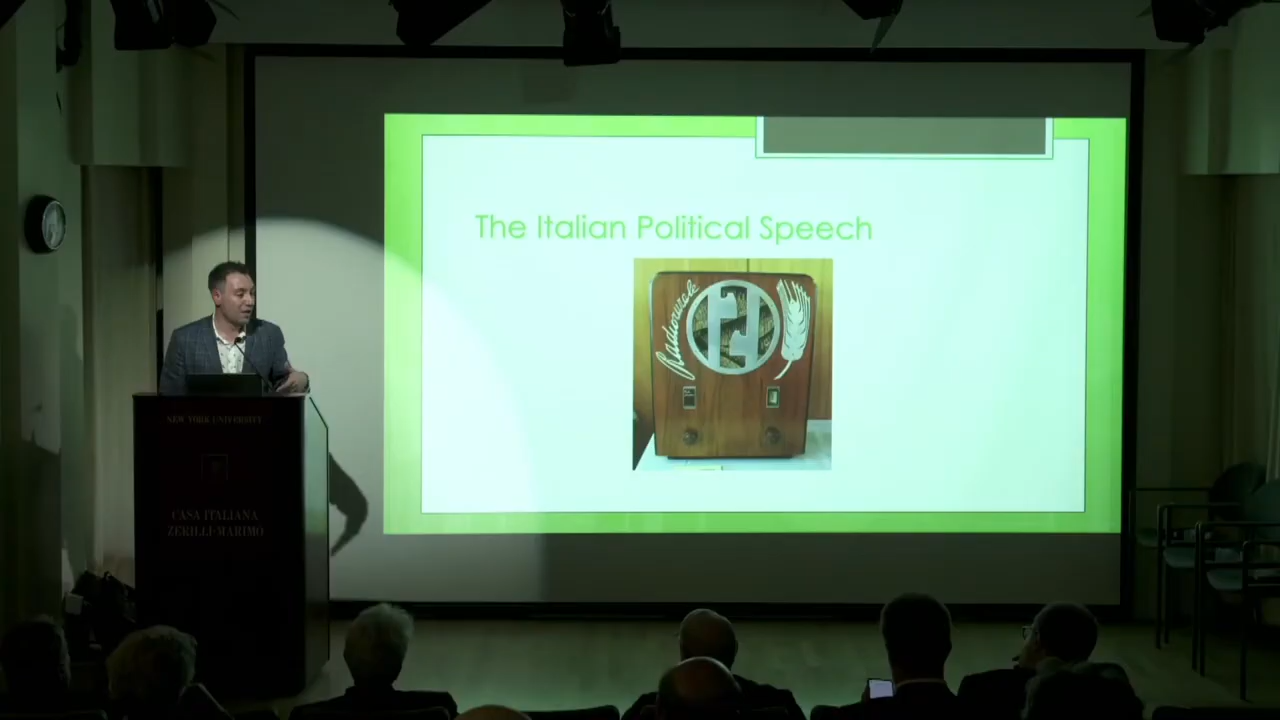 The Italian Political Speech
Radiorurale
NEW YORK UNIVERSITY
CASA ITALIANA
ZERILLI-MARIMÒ